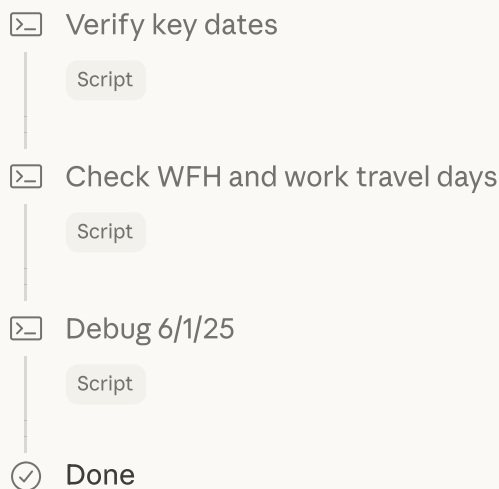 Verify key dates
Script
Check WFH and work travel days
Script
Debug 6/1/25
Script
Done